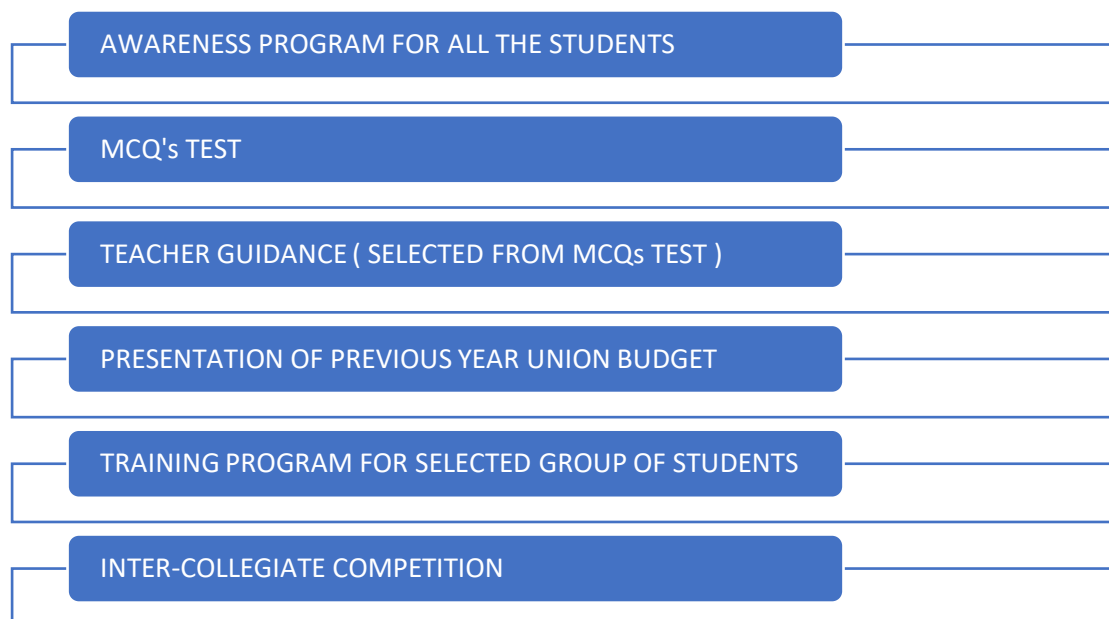 AWARENESS PROGRAM FOR ALL THE STUDENTS
MCQ's TEST
TEACHER GUIDANCE ( SELECTED FROM MCQs TEST )
PRESENTATION OF PREVIOUS YEAR UNION BUDGET
TRAINING PROGRAM FOR SELECTED GROUP OF STUDENTS
INTER-COLLEGIATE COMPETITION